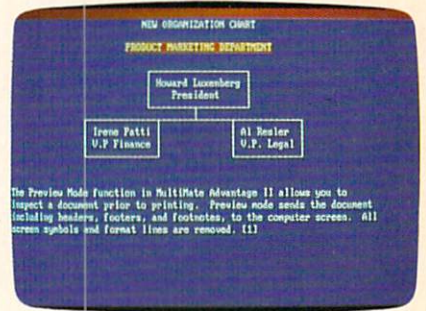 NEW ORGANIZATION CHART
PRODUCT MARKETING DEPARTMENT
Howard Luxemberg
President
Irene Patti
V.P Finance
Al Resler
V.P. Legal
The Preview Mode function in MultiMate Advantage II allows you to
inspect a document prior to printing. Preview mode sends the document
including headers, footers, and footnotes, to the computer screen. All
screen symbols and format lines are removed. [1]